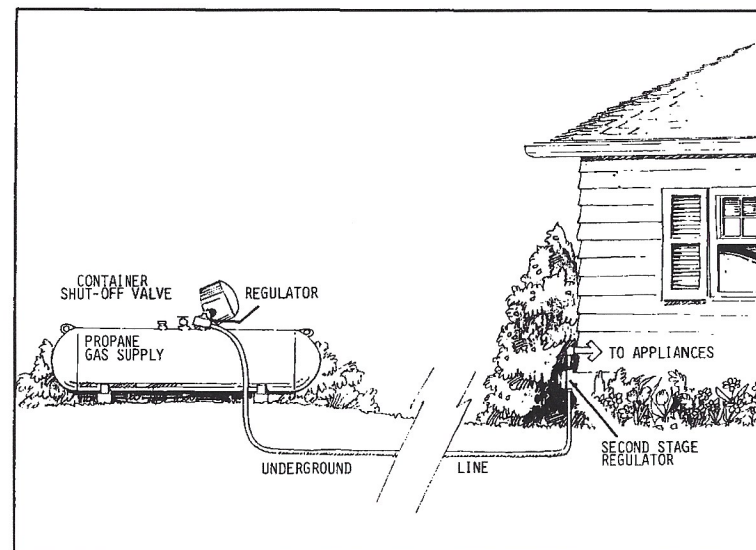 CONTAINER
SHUT-OFF VALVE
REGULATOR
PROPANE
GAS SUPPLY
TO APPLIANCES
SECOND STAGE
REGULATOR
UNDERGROUND LINE